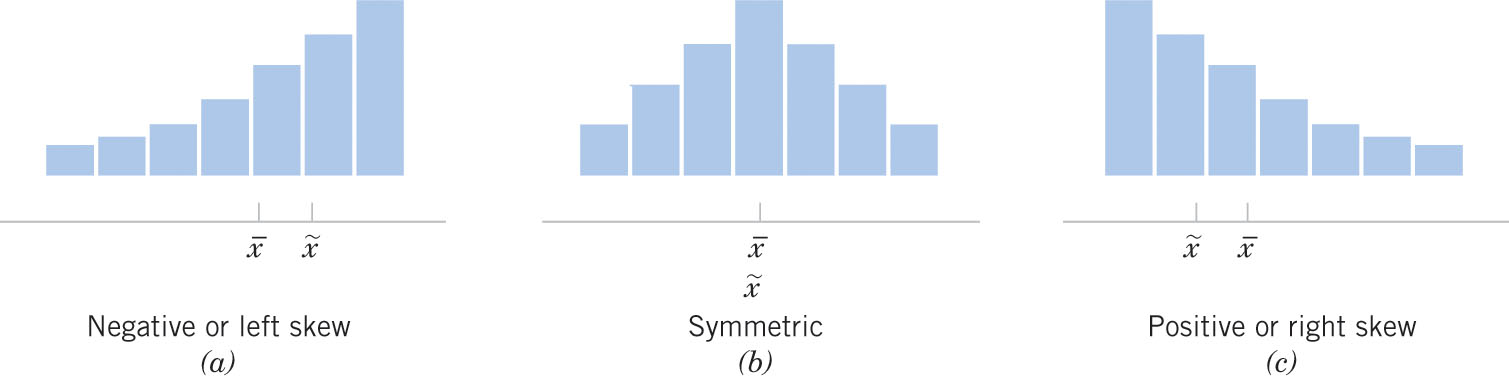 x̄ x̃
x̄
x̃
x̃ x̄
Negative or left skew
(a)
Symmetric
(b)
Positive or right skew
(c)